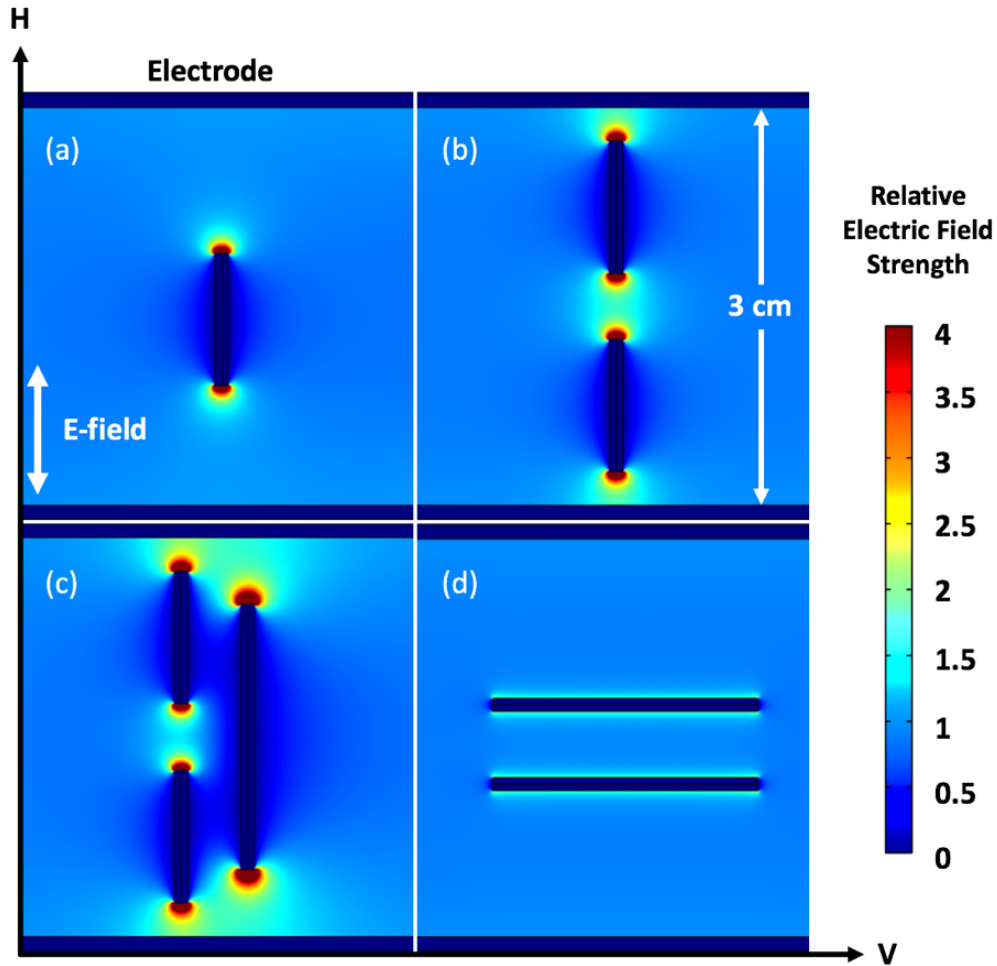 H
Electrode
(a)
(b)
Relative
Electric Field
Strength
3 cm
E-field
4
3.5
3
2.5
2
1.5
1
0.5
0
(c)
(d)
V